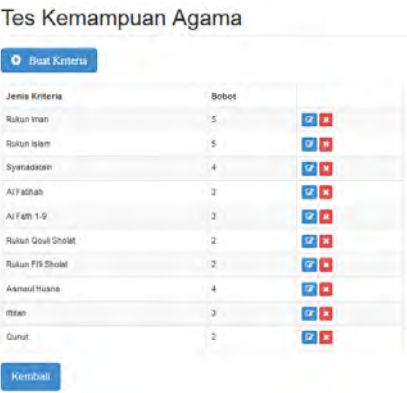 Tes Kemampuan Agama
Buat Kriteria
Jenis Kriteria Bobot
Rukun Iman 5
Rukun Islam 5
Syahadatain 4
Al Fatihah 3
Al Fath 1-9 3
Rukun Qouli Sholat 2
Rukun Fi'li Sholat 2
Asmaul Husna 4
Iftitah 3
Qunut 2
Kembali